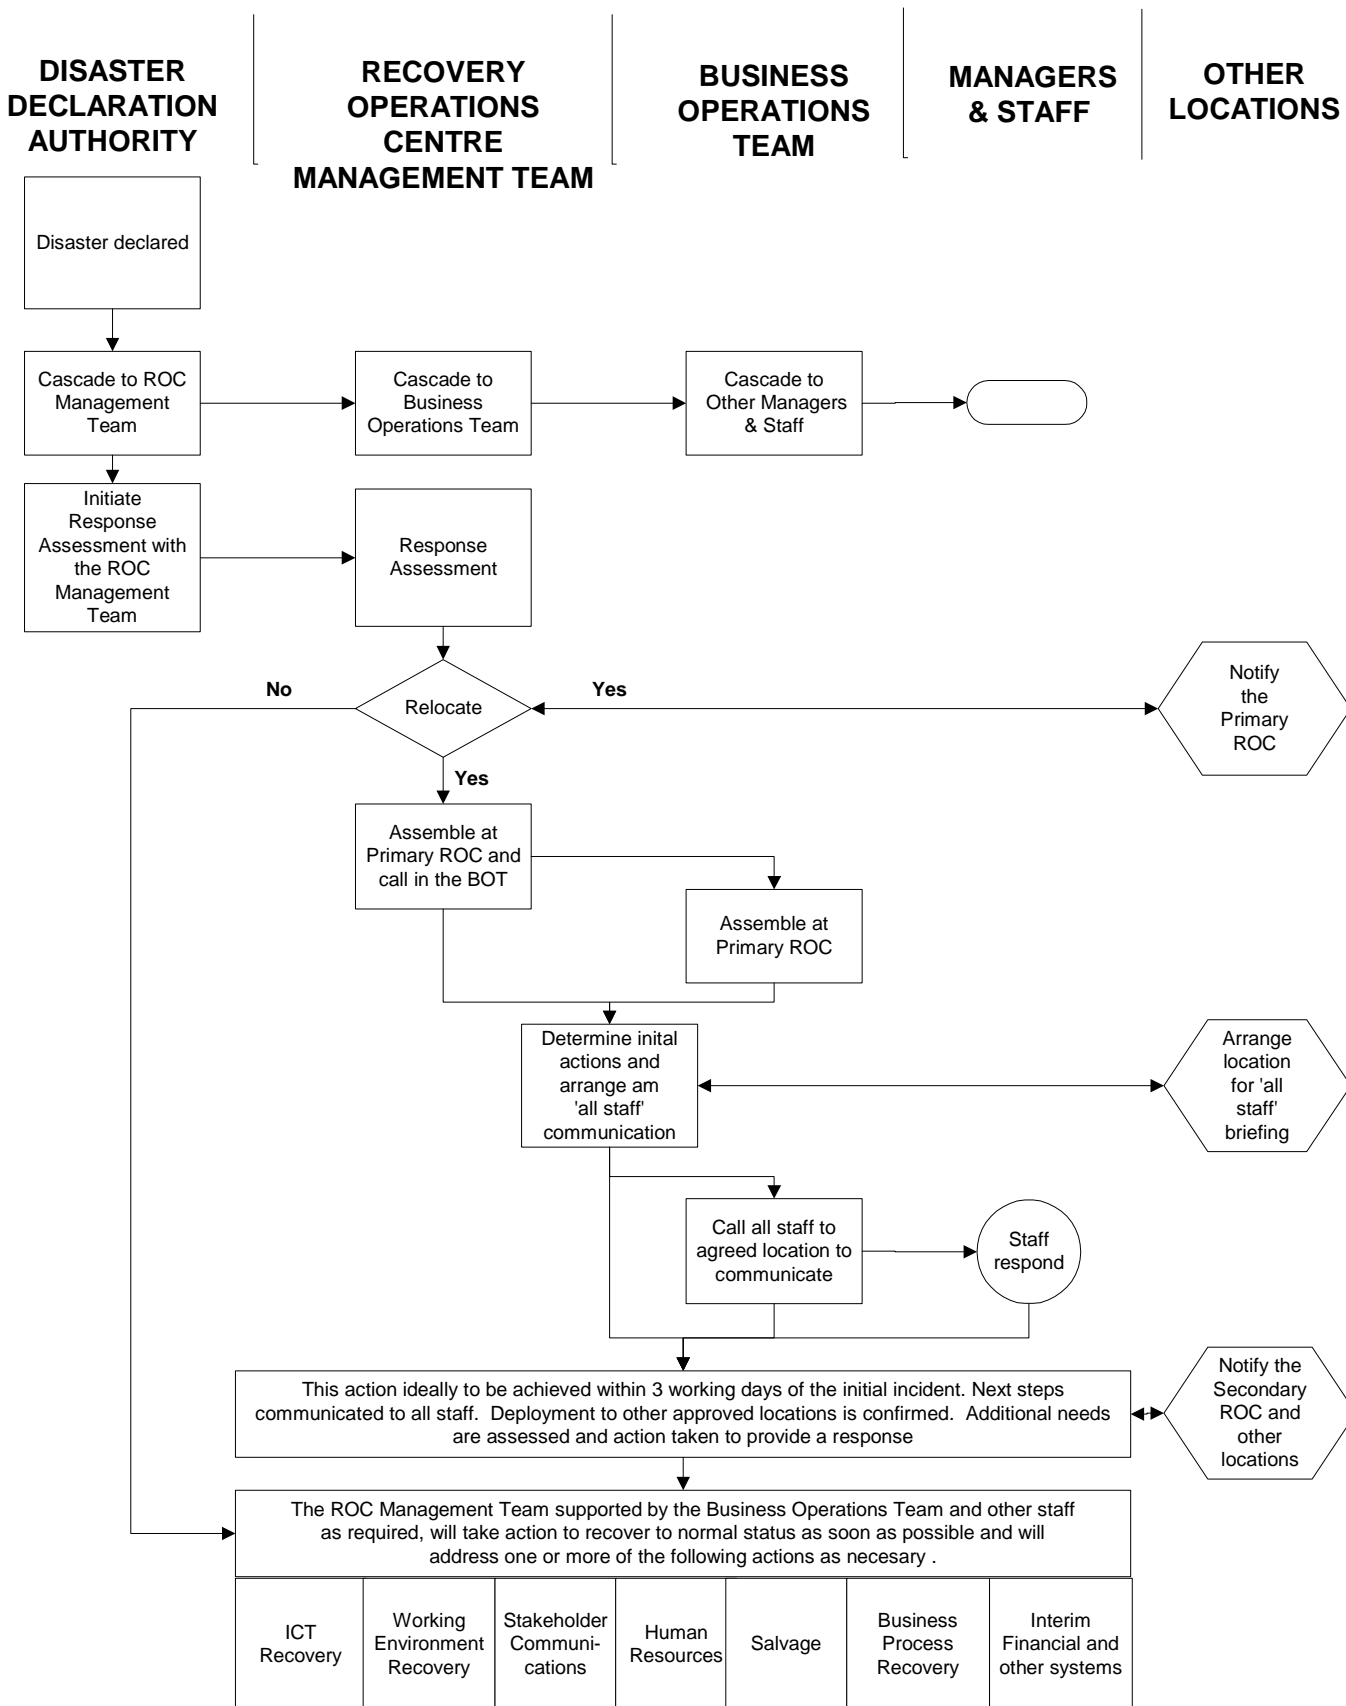 DISASTER
DECLARATION
AUTHORITY
RECOVERY
OPERATIONS
CENTRE
MANAGEMENT TEAM
BUSINESS
OPERATIONS
TEAM
MANAGERS
& STAFF
OTHER
LOCATIONS
Disaster declared
Cascade to ROC
Management
Team
Cascade to
Business
Operations Team
Cascade to
Other Managers
& Staff
Initiate
Response
Assessment with
the ROC
Management
Team
Response
Assessment
No
Relocate
Yes
Notify
the
Primary
ROC
Yes
Assemble at
Primary ROC and
call in the BOT
Assemble at
Primary ROC
Determine inital
actions and
arrange am
'all staff'
communication
Arrange
location
for 'all
staff'
briefing
Call all staff to
agreed location to
communicate
Staff
respond
This action ideally to be achieved within 3 working days of the initial incident. Next steps
communicated to all staff.  Deployment to other approved locations is confirmed.  Additional needs
are assessed and action taken to provide a response
Notify the
Secondary
ROC and
other
locations
The ROC Management Team supported by the Business Operations Team and other staff
as required, will take action to recover to normal status as soon as possible and will
address one or more of the following actions as necesary .
ICT
Recovery
Working
Environment
Recovery
Stakeholder
Communi-
cations
Human
Resources
Salvage
Business
Process
Recovery
Interim
Financial and
other systems